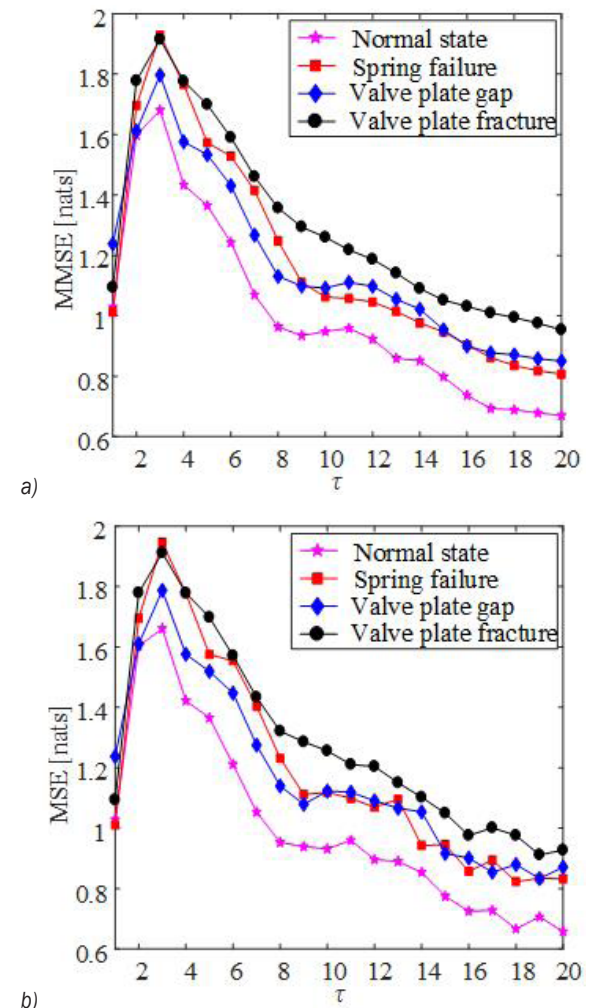 2
1.8
1.6
1.4
1.2
1
0.8
0.6
MMSE [nats]
Normal state
Spring failure
Valve plate gap
Valve plate fracture
2 4 6 8 10 12 14 16 18 20
τ
a)
2
1.8
1.6
1.4
1.2
1
0.8
0.6
MSE [nats]
Normal state
Spring failure
Valve plate gap
Valve plate fracture
2 4 6 8 10 12 14 16 18 20
τ
b)